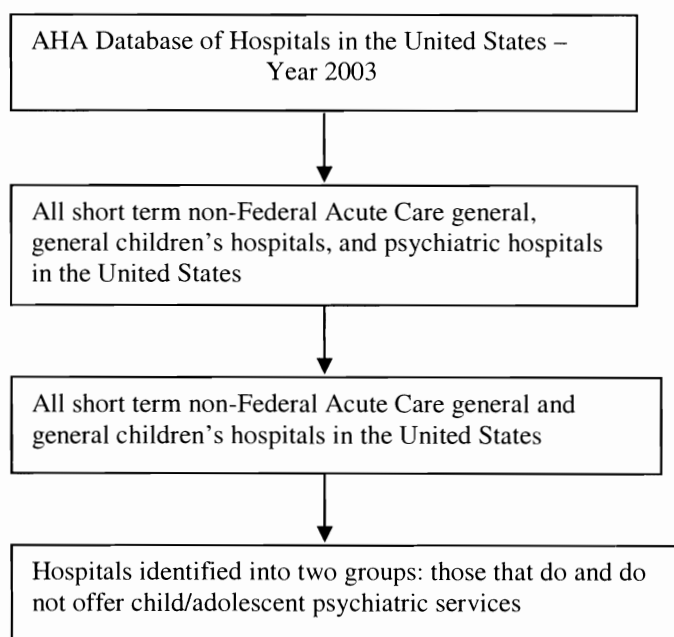 AHA Database of Hospitals in the United States –
Year 2003
All short term non-Federal Acute Care general,
general children's hospitals, and psychiatric hospitals
in the United States
All short term non-Federal Acute Care general and
general children's hospitals in the United States
Hospitals identified into two groups: those that do and do
not offer child/adolescent psychiatric services